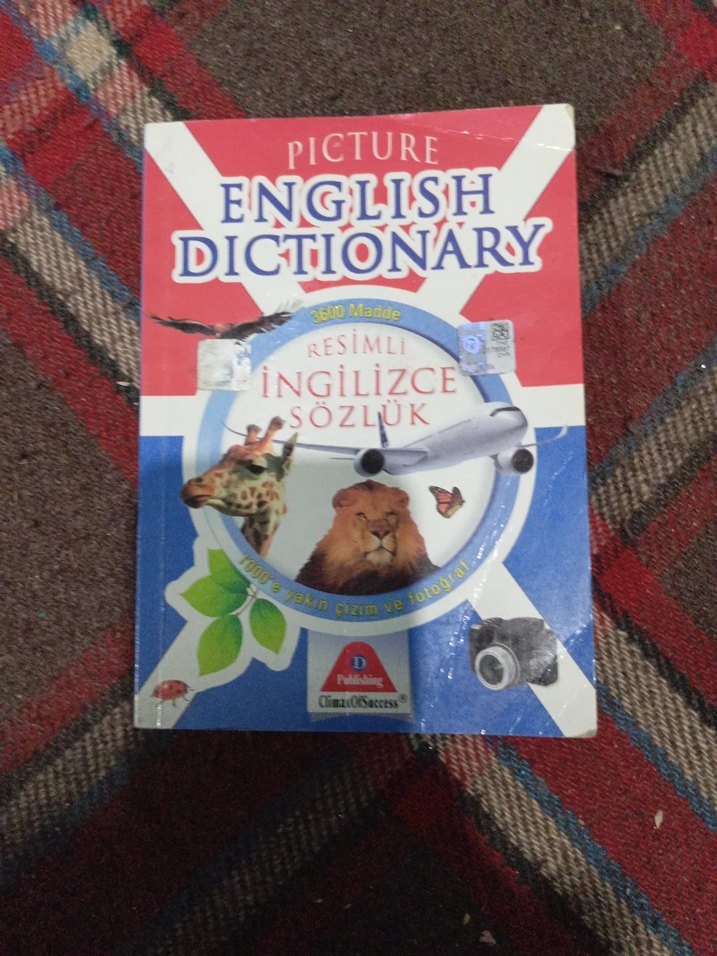 PICTURE
ENGLISH
DICTIONARY
3600 Madde
RESİMLİ
İNGİLİZCE
SÖZLÜK
1000'e yakın çizim ve fotoğraf
D
Publishing
ClimaxOfSuccess®